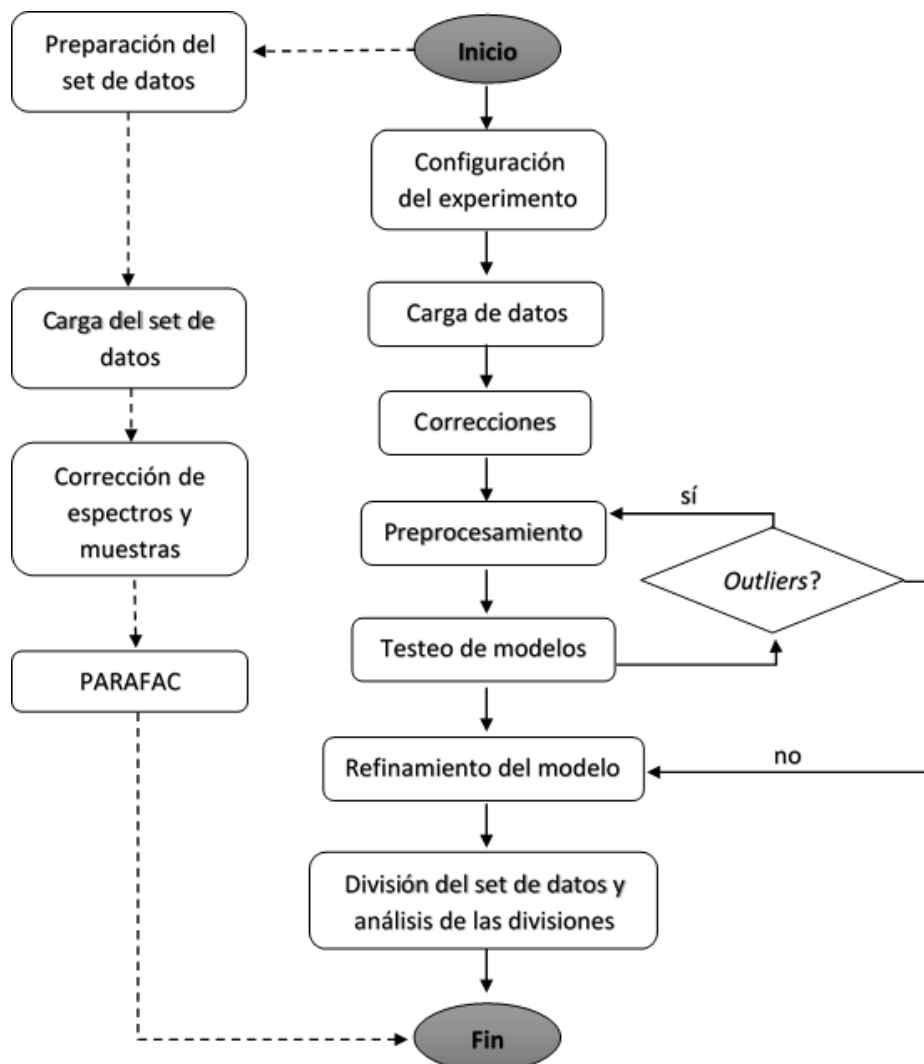 Preparación del
set de datos
Inicio
Configuración
del experimento
Carga del set de
datos
Carga de datos
Correcciones
Corrección de
espectros y
muestras
sí
Preprocesamiento
Outliers?
Testeo de modelos
PARAFAC
no
Refinamiento del modelo
División del set de datos y
análisis de las divisiones
Fin